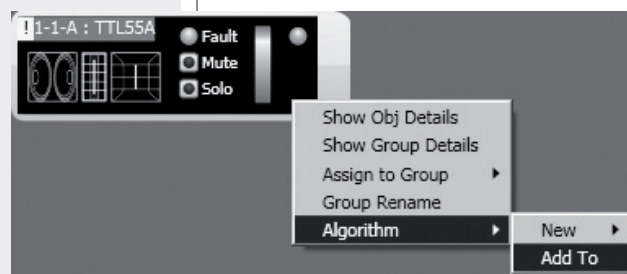 ! 1-1-A : TTL55A
Fault
Mute
Solo
Show Obj Details
Show Group Details
Assign to Group
Group Rename
Algorithm
New
Add To